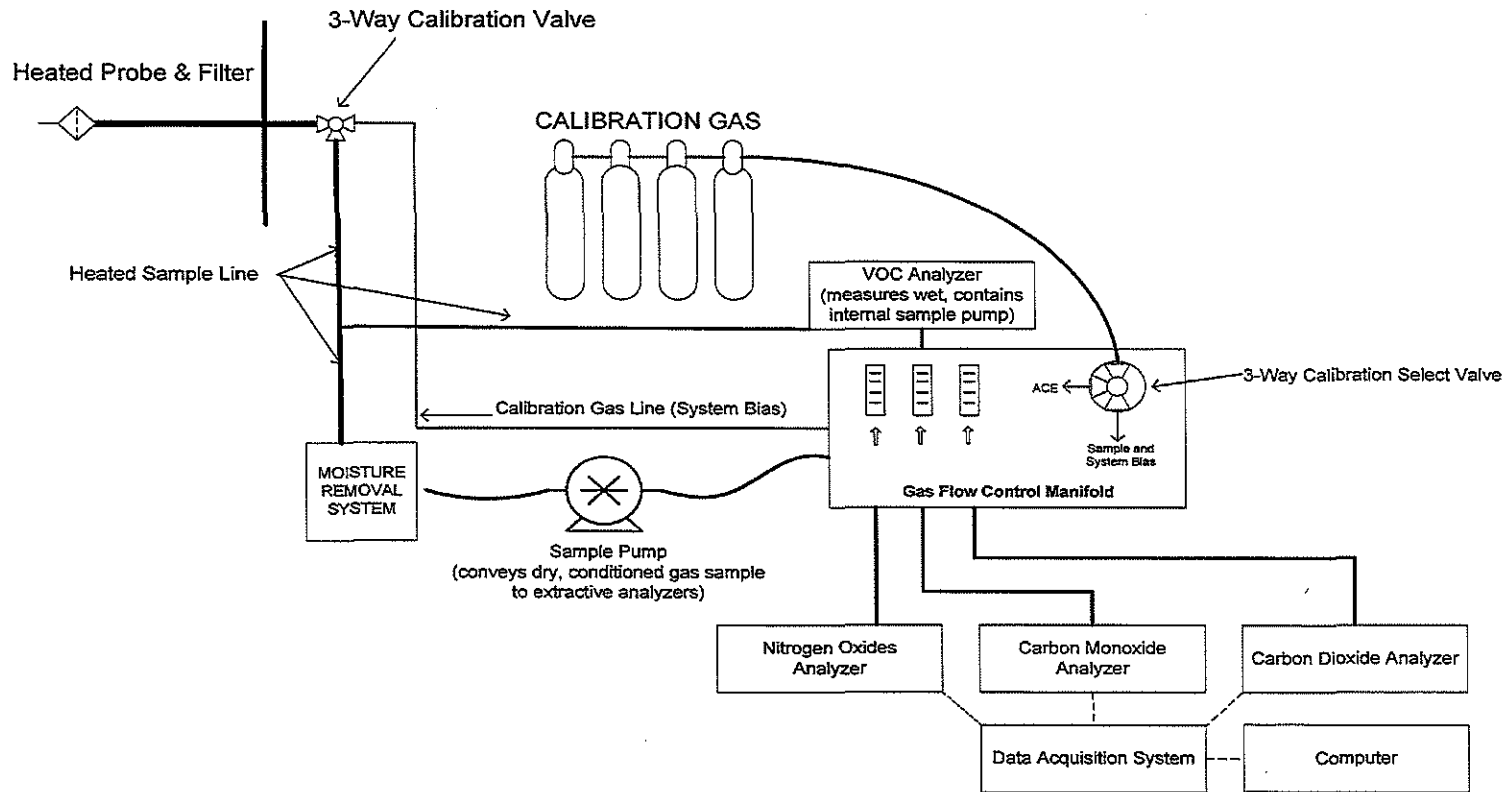 3-Way Calibration Valve
Heated Probe & Filter
CALIBRATION GAS
Heated Sample Line
VOC Analyzer
(measures wet, contains
internal sample pump)
ACE
3-Way Calibration Select Valve
Calibration Gas Line (System Bias)
Sample and
System Bias
Gas Flow Control Manifold
MOISTURE
REMOVAL
SYSTEM
Sample Pump
(conveys dry, conditioned gas sample
to extractive analyzers)
Nitrogen Oxides
Analyzer
Carbon Monoxide
Analyzer
Carbon Dioxide Analyzer
Data Acquisition System
Computer